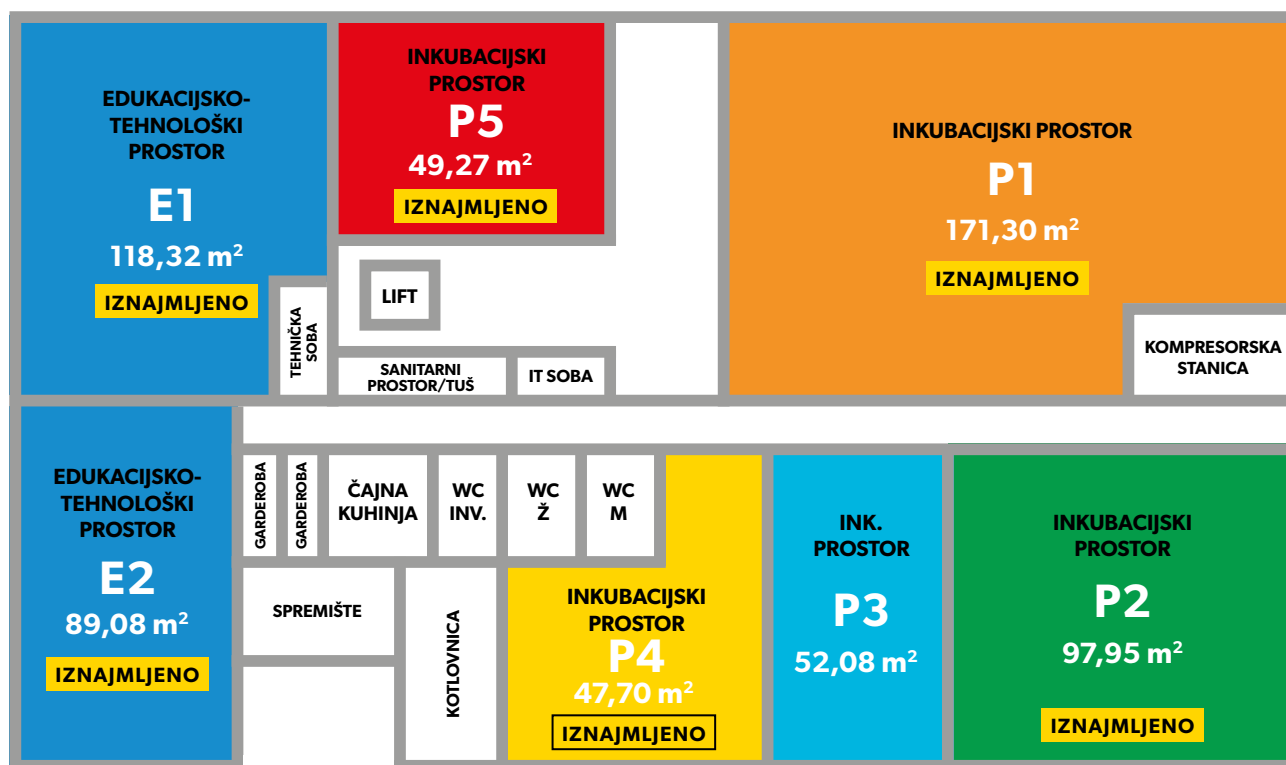 EDUKACIJSKO-
TEHNOLOŠKI
PROSTOR
E1
118,32 m²
IZNAJMLJENO
TEHNIČKA
SOBA
INKUBACIJSKI
PROSTOR
P5
49,27 m²
IZNAJMLJENO
LIFT
SANITARNI
PROSTOR/TUŠ
IT SOBA
INKUBACIJSKI PROSTOR
P1
171,30 m²
IZNAJMLJENO
KOMPRESORSKA
STANICA
EDUKACIJSKO-
TEHNOLOŠKI
PROSTOR
E2
89,08 m²
IZNAJMLJENO
GARDEROBA
GARDEROBA
ČAJNA
KUHINJA
WC
INV.
WC
Ž
WC
M
SPREMIŠTE
KOTLOVNICA
INKUBACIJSKI
PROSTOR
P4
47,70 m²
IZNAJMLJENO
INK.
PROSTOR
P3
52,08 m²
INKUBACIJSKI
PROSTOR
P2
97,95 m²
IZNAJMLJENO